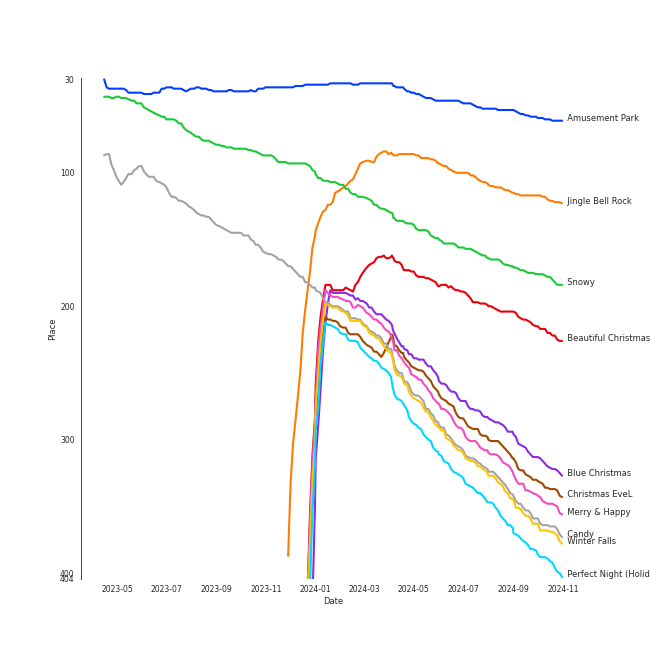 30
100
200
300
400
404
Place
2023-05
2023-07
2023-09
2023-11
2024-01
2024-03
2024-05
2024-07
2024-09
2024-11
Date
Amusement Park
Jingle Bell Rock
Snowy
Beautiful Christmas
Blue Christmas
Christmas EveL
Merry & Happy
Candy
Winter Falls
Perfect Night (Holid